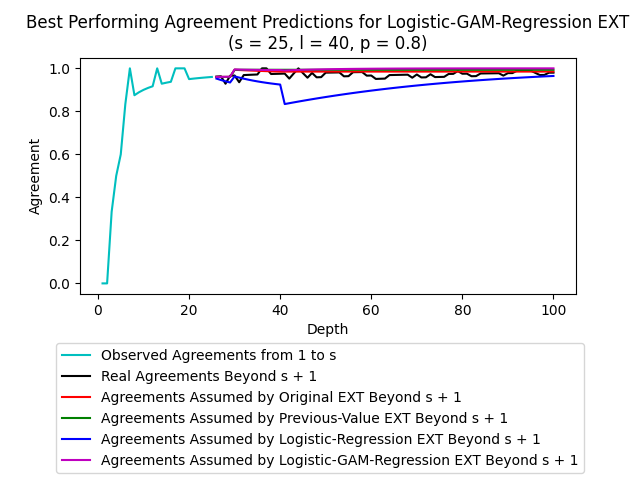 Best Performing Agreement Predictions for Logistic-GAM-Regression EXT
(s = 25, l = 40, p = 0.8)
1.0
0.8
0.6
0.4
0.2
0.0
Agreement
0
20
40
60
80
100
Depth
Observed Agreements from 1 to s
Real Agreements Beyond s + 1
Agreements Assumed by Original EXT Beyond s + 1
Agreements Assumed by Previous-Value EXT Beyond s + 1
Agreements Assumed by Logistic-Regression EXT Beyond s + 1
Agreements Assumed by Logistic-GAM-Regression EXT Beyond s + 1